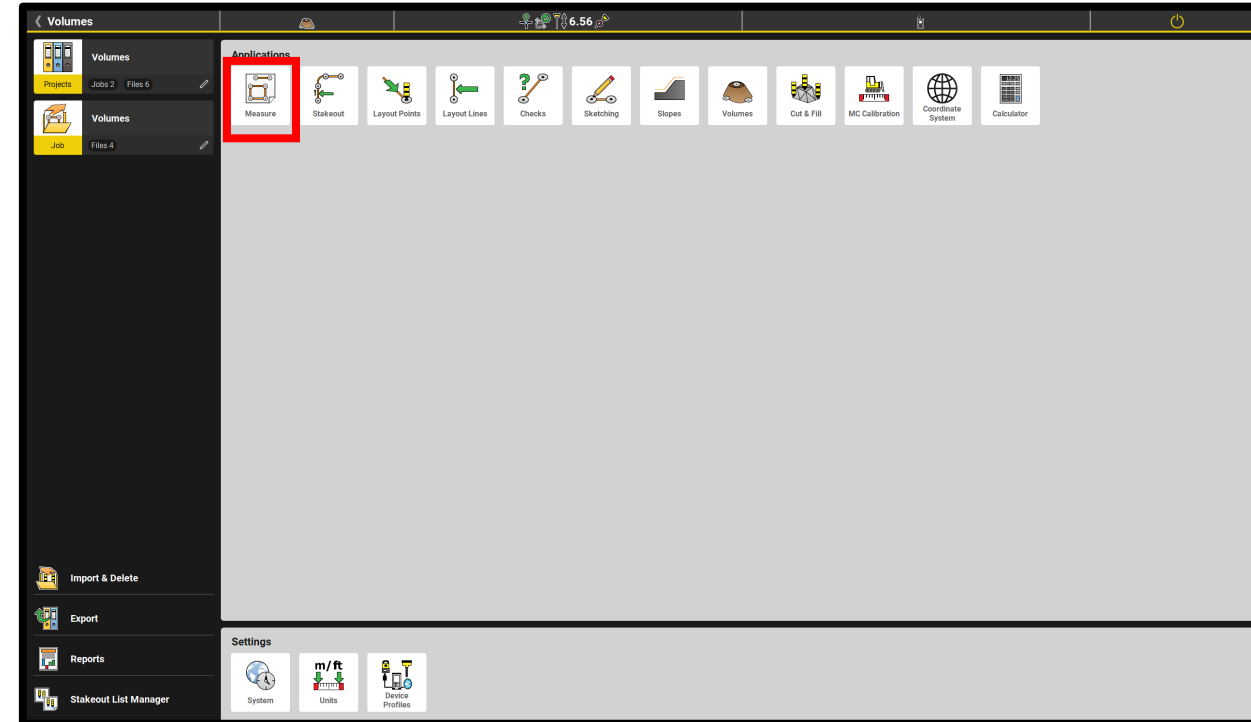 Volumes
6.56
Volumes
Projects
Jobs 2
Files 6
Volumes
Job
Files 4
Applications
Measure
Stakeout
Layout Points
Layout Lines
Checks
Sketching
Slopes
Volumes
Cut & Fill
MC Calibration
Coordinate
System
Calculator
Import & Delete
Export
Reports
Stakeout List Manager
Settings
System
m/ft
Units
Device
Profiles